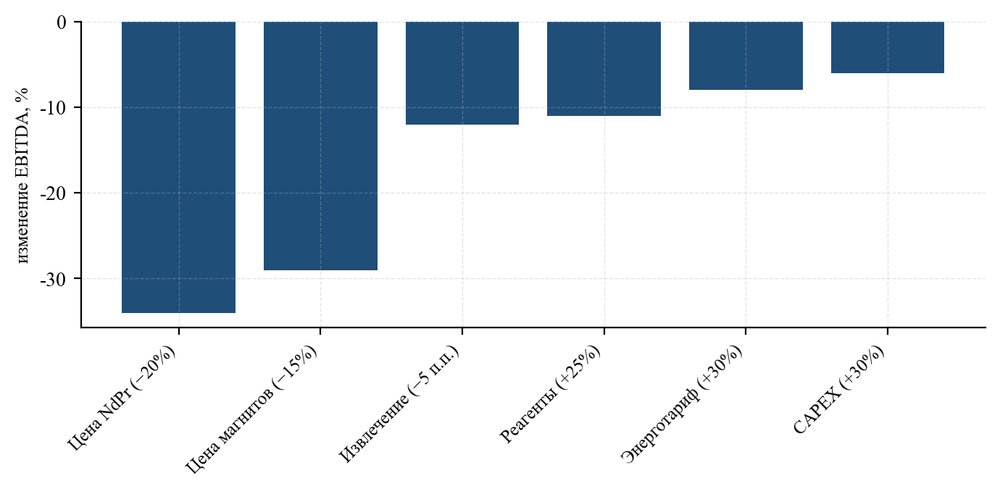 изменение EBITDA, %
0
-10
-20
-30
Цена NdPr (−20%)
Цена магнитов (−15%)
Извлечение (−5 п.п.)
Реагенты (+25%)
Энерготариф (+30%)
CAPEX (+30%)